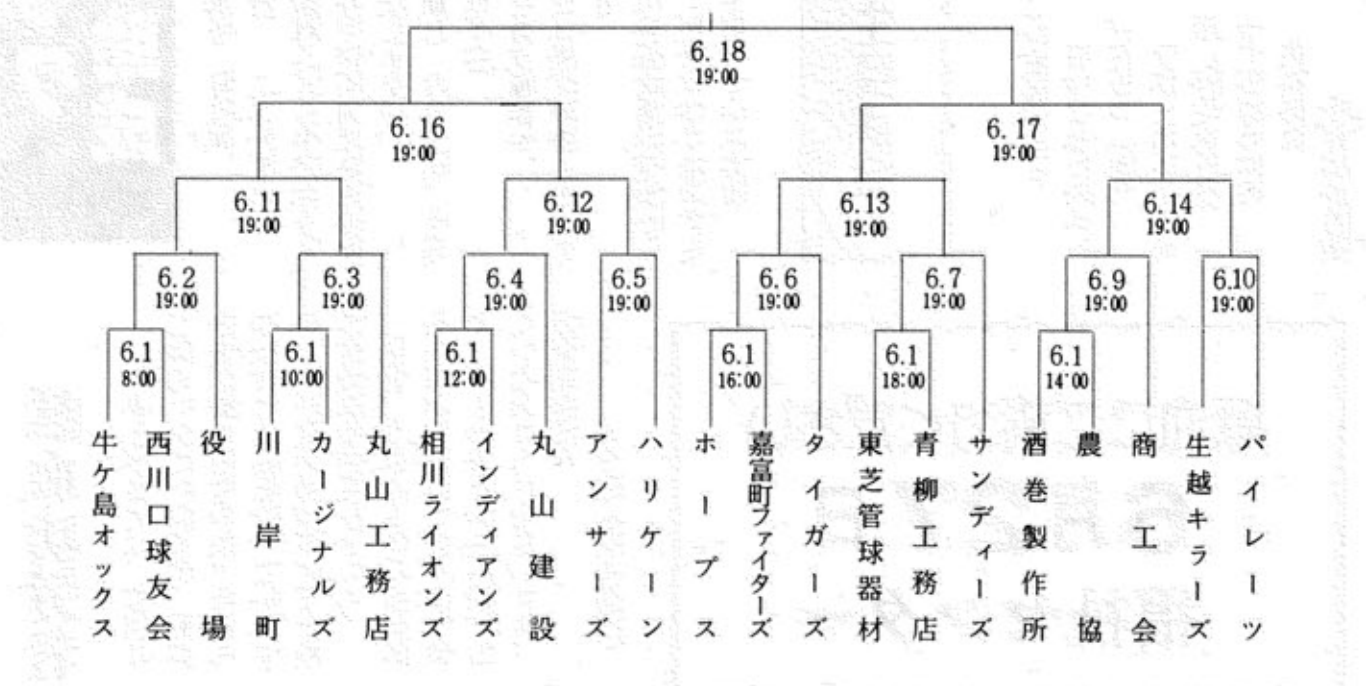 6.18
19:00
6.16
19:00
6.17
19:00
6.11
19:00
6.12
19:00
6.13
19:00
6.14
19:00
6.2
19:00
6.3
19:00
6.4
19:00
6.5
19:00
6.6
19:00
6.7
19:00
6.9
19:00
6.10
19:00
6.1
8:00
6.1
10:00
6.1
12:00
6.1
16:00
6.1
18:00
6.1
14:00
牛ケ島オックス
西川口球友会
役場
川岸町
カージナルズ
丸山工務店
相川ライオンズ
インディアンズ
丸山建設
アンサーズ
ハリケーン
ホープス
嘉富町ファイターズ
タイガーズ
東芝管球器材
青柳工務店
サンディーズ
酒巻製作所
農協
商工会
生越キラーズ
パイレーツ